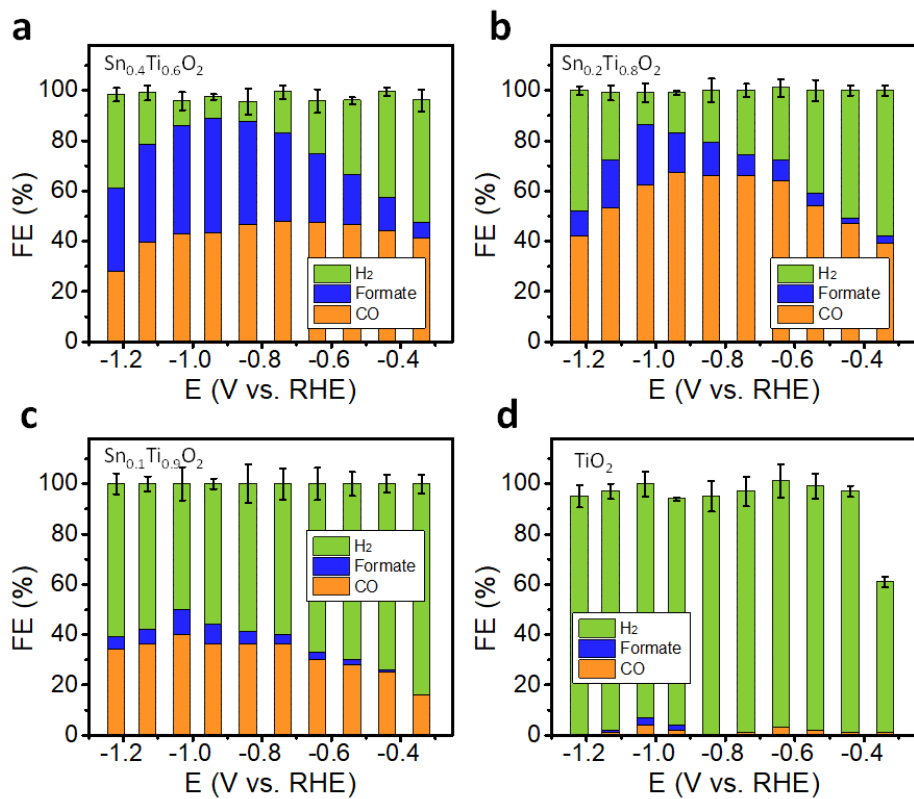 a
Sn₀.₄Ti₀.₆O₂
100
80
60
40
20
0
FE (%)
H₂
Formate
CO
-1.2 -1.0 -0.8 -0.6 -0.4
E (V vs. RHE)
b
Sn₀.₂Ti₀.₈O₂
100
80
60
40
20
0
FE (%)
H₂
Formate
CO
-1.2 -1.0 -0.8 -0.6 -0.4
E (V vs. RHE)
c
Sn₀.₁Ti₀.₉O₂
100
80
60
40
20
0
FE (%)
H₂
Formate
CO
-1.2 -1.0 -0.8 -0.6 -0.4
E (V vs. RHE)
d
TiO₂
100
80
60
40
20
0
FE (%)
H₂
Formate
CO
-1.2 -1.0 -0.8 -0.6 -0.4
E (V vs. RHE)